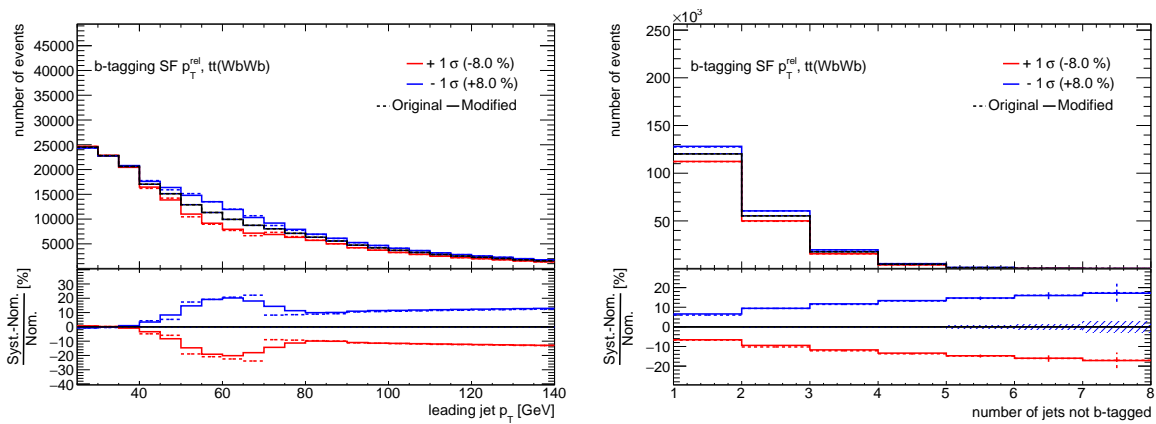 number of events
45000
40000
35000
30000
25000
20000
15000
10000
5000
b-tagging SF p_T^rel, tt(WbWb)
+ 1 σ (-8.0 %)
- 1 σ (+8.0 %)
Original Modified
Syst.-Nom.
Nom.
[%]
30
20
10
0
−10
−20
−30
−40
40 60 80 100 120 140
leading jet p_T [GeV]
×10³
number of events
250
200
150
100
50
b-tagging SF p_T^rel, tt(WbWb)
+ 1 σ (-8.0 %)
- 1 σ (+8.0 %)
Original Modified
Syst.-Nom.
Nom.
[%]
20
10
0
−10
−20
1 2 3 4 5 6 7 8
number of jets not b-tagged